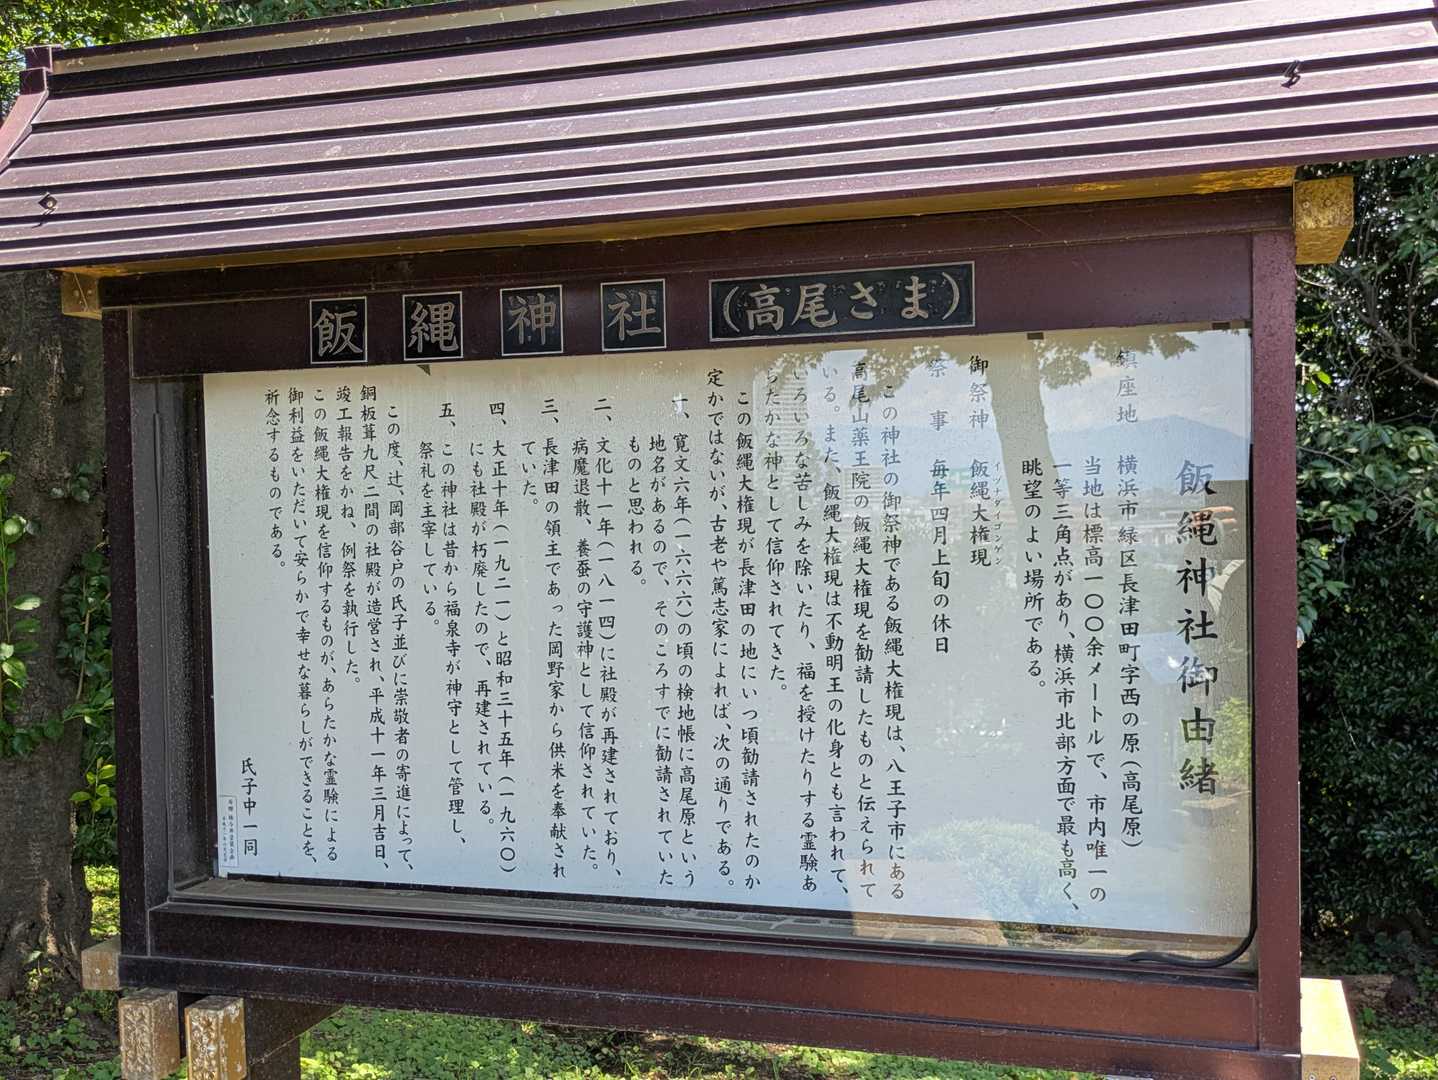 飯縄神社(高尾さま)
飯縄神社御由緒
鎮座地　横浜市緑区長津田町字西の原(高尾原)
当地は標高一〇〇余メートルで、市内唯一の
一等三角点があり、横浜市北部方面で最も高く、
眺望のよい場所である。
御祭神　飯縄大権現
イヅナダイゴンゲン
祭　事　毎年四月上旬の休日
この神社の御祭神である飯縄大権現は、八王子市にある
高尾山薬王院の飯縄大権現を勧請したものと伝えられて
いる。また、飯縄大権現は不動明王の化身とも言われて、
いろいろな苦しみを除いたり、福を授けたりする霊験あ
らたかな神として信仰されてきた。
この飯縄大権現が長津田の地にいつ頃勧請されたのか
定かではないが、古老や篤志家によれば、次の通りである。
一、寛文六年(一六六六)の頃の検地帳に高尾原という
地名があるので、そのころすでに勧請されていた
ものと思われる。
二、文化十一年(一八一四)に社殿が再建されており、
病魔退散、養蚕の守護神として信仰されていた。
三、長津田の領主であった岡野家から供米を奉献され
ていた。
四、大正十年(一九二一)と昭和三十五年(一九六〇)
にも社殿が朽廃したので、再建されている。
五、この神社は昔から福泉寺が神守として管理し、
祭礼を主宰している。
この度、辻、岡部谷戸の氏子並びに崇敬者の寄進によって、
銅板葺九尺二間の社殿が造営され、平成十一年三月吉日、
竣工報告をかね、例祭を執行した。
この飯縄大権現を信仰するものが、あらたかな霊験による
御利益をいただいて安らかで幸せな暮らしができることを、
祈念するものである。
氏子中一同